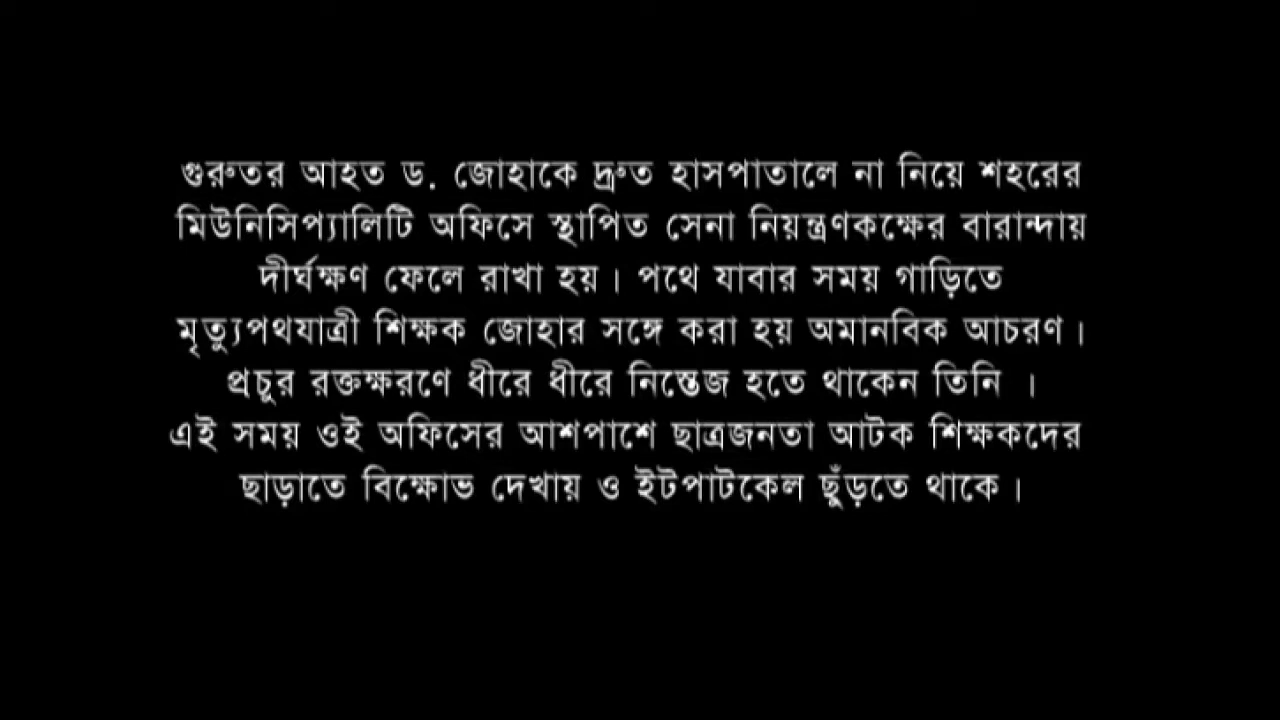 গুরুতর আহত ড. জোহাকে দ্রুত হাসপাতালে না নিয়ে শহরের
মিউনিসিপ্যালিটি অফিসে স্থাপিত সেনা নিয়ন্ত্রণকক্ষের বারান্দায়
দীর্ঘক্ষণ ফেলে রাখা হয়। পথে যাবার সময় গাড়িতে
মৃত্যুপথযাত্রী শিক্ষক জোহার সঙ্গে করা হয় অমানবিক আচরণ।
প্রচুর রক্তক্ষরণে ধীরে ধীরে নিস্তেজ হতে থাকেন তিনি ।
এই সময় ওই অফিসের আশপাশে ছাত্রজনতা আটক শিক্ষকদের
ছাড়াতে বিক্ষোভ দেখায় ও ইটপাটকেল ছুঁড়তে থাকে।